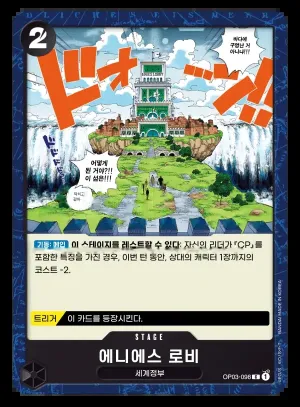 2
바다에
구멍난 거
아니냐!!?
도오
ー ン!!
어떻게
된 거야?!!
이 섬은!!!
기동: 메인 이 스테이지를 레스트할 수 있다: 자신의 리더가 『CP』를
포함한 특징을 가진 경우, 이번 턴 동안, 상대의 캐릭터 1장까지의
코스트 -2.
트리거 이 카드를 등장시킨다.
STAGE
에니에스 로비
세계정부
OP03-098